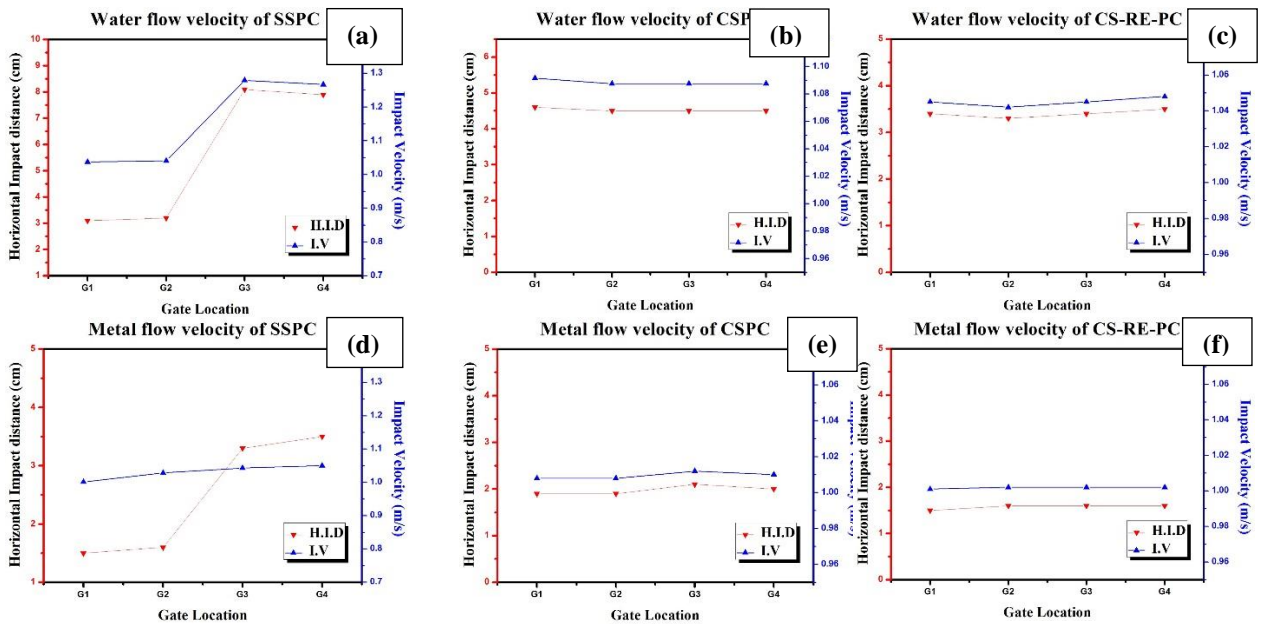 Water flow velocity of SSPC
(a)
10
9
8
7
6
5
4
3
2
1
Horizontal Impact distance (cm)
1.3
1.2
1.1
1.0
0.9
0.8
0.7
Impact Velocity (m/s)
H.I.D
I.V
G1 G2 G3 G4
Gate Location
Water flow velocity of CSPC
(b)
6
5
4
3
2
1
0
Horizontal Impact distance (cm)
1.10
1.08
1.06
1.04
1.02
1.00
0.98
0.96
Impact Velocity (m/s)
H.I.D
I.V
G1 G2 G3 G4
Gate Location
Water flow velocity of CS-RE-PC
(c)
5
4
3
2
1
0
Horizontal Impact distance (cm)
1.06
1.04
1.02
1.00
0.98
0.96
Impact Velocity (m/s)
H.I.D
I.V
G1 G2 G3 G4
Gate Location
Metal flow velocity of SSPC
(d)
5
4
3
2
1
Horizontal Impact distance (cm)
1.3
1.2
1.1
1.0
0.9
0.8
0.7
Impact Velocity (m/s)
H.I.D
I.V
G1 G2 G3 G4
Gate Location
Metal flow velocity of CSPC
(e)
5
4
3
2
1
0
Horizontal Impact distance (cm)
1.06
1.04
1.02
1.00
0.98
0.96
Velocity (m/s)
H.I.D
I.V
G1 G2 G3 G4
Gate Location
Metal flow velocity of CS-RE-PC
(f)
5
4
3
2
1
0
Horizontal Impact distance (cm)
1.06
1.04
1.02
1.00
0.98
0.96
Impact Velocity (m/s)
H.I.D
I.V
G1 G2 G3 G4
Gate Location